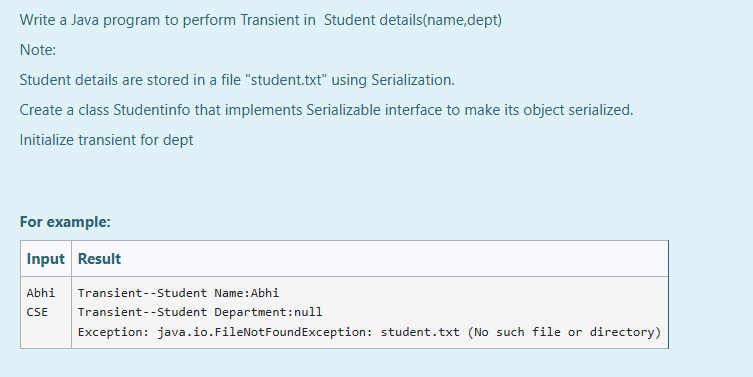 Write a Java program to perform Transient in Student details(name,dept)
Note:
Student details are stored in a file "student.txt" using Serialization.
Create a class Studentinfo that implements Serializable interface to make its object serialized.
Initialize transient for dept
For example:
Input Result
Abhi Transient--Student Name:Abhi
CSE Transient--Student Department:null
Exception: java.io.FileNotFoundException: student.txt (No such file or directory)